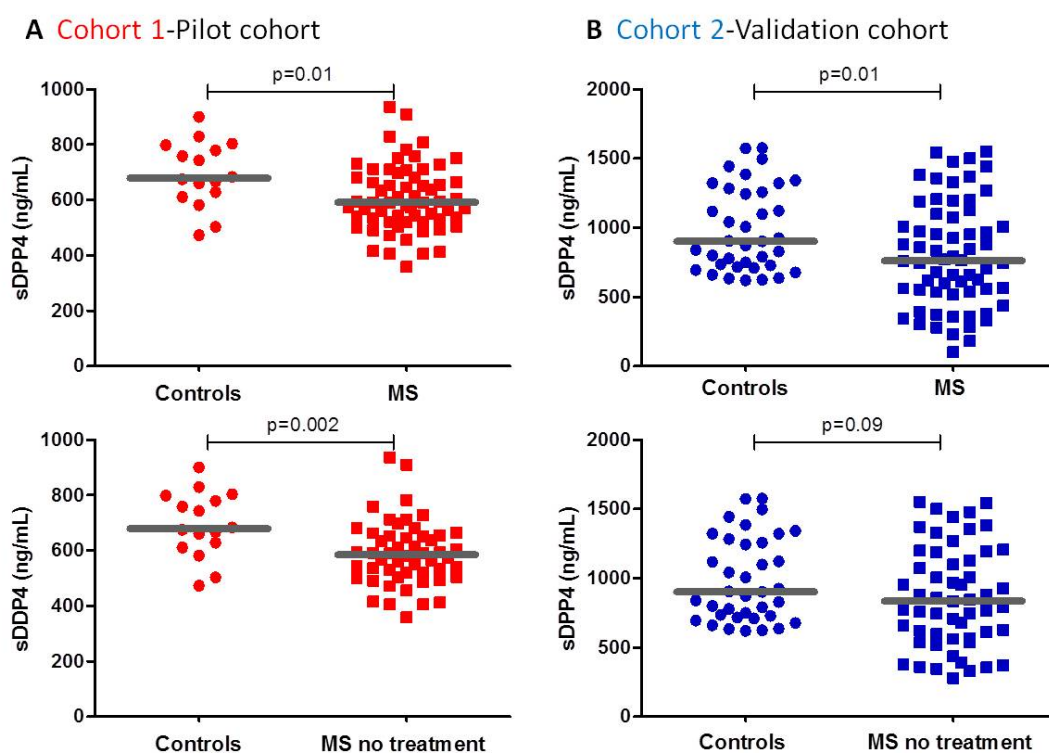 A Cohort 1-Pilot cohort
p=0.01
1000
800
600
400
200
0
sDPP4 (ng/mL)
Controls
MS
p=0.002
1000
800
600
400
200
0
sDDP4 (ng/mL)
Controls
MS no treatment
B Cohort 2-Validation cohort
p=0.01
2000
1500
1000
500
0
sDPP4 (ng/mL)
Controls
MS
p=0.09
2000
1500
1000
500
0
sDPP4 (ng/mL)
Controls
MS no treatment